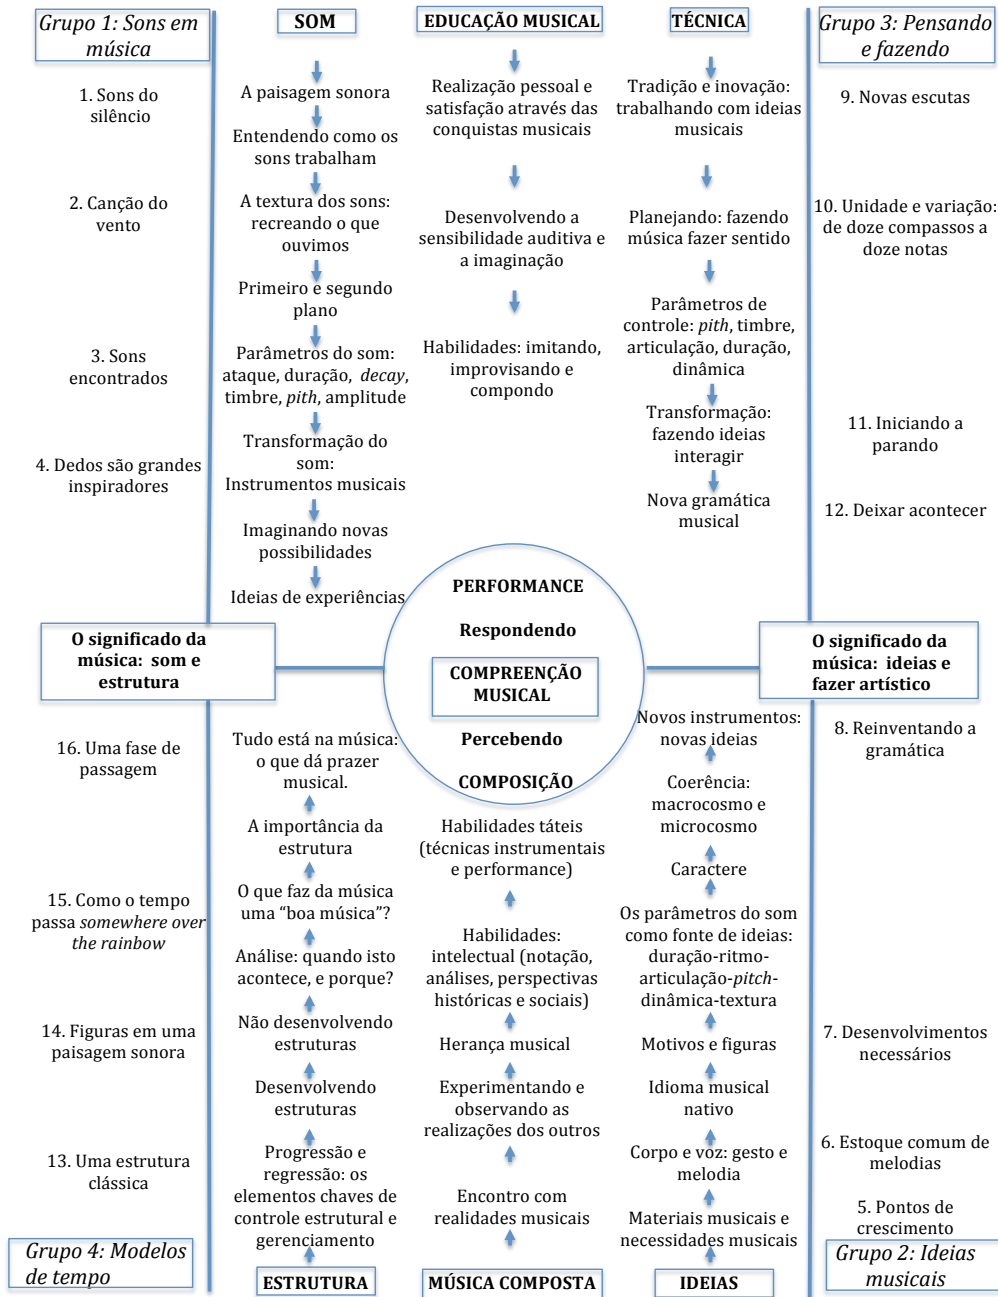 Grupo 1: Sons em
música
1. Sons do
silêncio
2. Canção do
vento
3. Sons
encontrados
4. Dedos são grandes
inspiradores
SOM
A paisagem sonora
Entendendo como os
sons trabalham
A textura dos sons:
recreando o que
ouvimos
Primeiro e segundo
plano
Parâmetros do som:
ataque, duração, decay,
timbre, pith, amplitude
Transformação do
som:
Instrumentos musicais
Imaginando novas
possibilidades
Ideias de experiências
EDUCAÇÃO MUSICAL
Realização pessoal e
satisfação através das
conquistas musicais
Desenvolvendo a
sensibilidade auditiva e
a imaginação
Habilidades: imitando,
improvisando e
compondo
TÉCNICA
Tradição e inovação:
trabalhando com ideias
musicais
Planejando: fazendo
música fazer sentido
Parâmetros de
controle: pith, timbre,
articulação, duração,
dinâmica
Transformação:
fazendo ideias
interagir
Nova gramática
musical
Grupo 3: Pensando
e fazendo
9. Novas escutas
10. Unidade e variação:
de doze compassos a
doze notas
11. Iniciando a
parando
12. Deixar acontecer
O significado da
música: som e
estrutura
PERFORMANCE
Respondendo
COMPREENÇÃO
MUSICAL
Percebendo
COMPOSIÇÃO
O significado da
música: ideias e
fazer artístico
16. Uma fase de
passagem
15. Como o tempo
passa somewhere over
the rainbow
14. Figuras em uma
paisagem sonora
13. Uma estrutura
clássica
Grupo 4: Modelos
de tempo
Tudo está na música:
o que dá prazer
musical.
A importância da
estrutura
O que faz da música
uma “boa música”?
Análise: quando isto
acontece, e porque?
Não desenvolvendo
estruturas
Desenvolvendo
estruturas
Progressão e
regressão: os
elementos chaves de
controle estrutural e
gerenciamento
ESTRUTURA
Habilidades táteis
(técnicas instrumentais
e performance)
Habilidades:
intelectual (notação,
análises, perspectivas
históricas e sociais)
Herança musical
Experimentando e
observando as
realizações dos outros
Encontro com
realidades musicais
MÚSICA COMPOSTA
Novos instrumentos:
novas ideias
Coerência:
macrocosmo e
microcosmo
Caractere
Os parâmetros do som
como fonte de ideias:
duração-ritmo-
articulação-pitch-
dinâmica-textura
Motivos e figuras
Idioma musical
nativo
Corpo e voz: gesto e
melodia
Materiais musicais e
necessidades musicais
IDEIAS
8. Reinventando a
gramática
7. Desenvolvimentos
necessários
6. Estoque comum de
melodias
5. Pontos de
crescimento
Grupo 2: Ideias
musicais